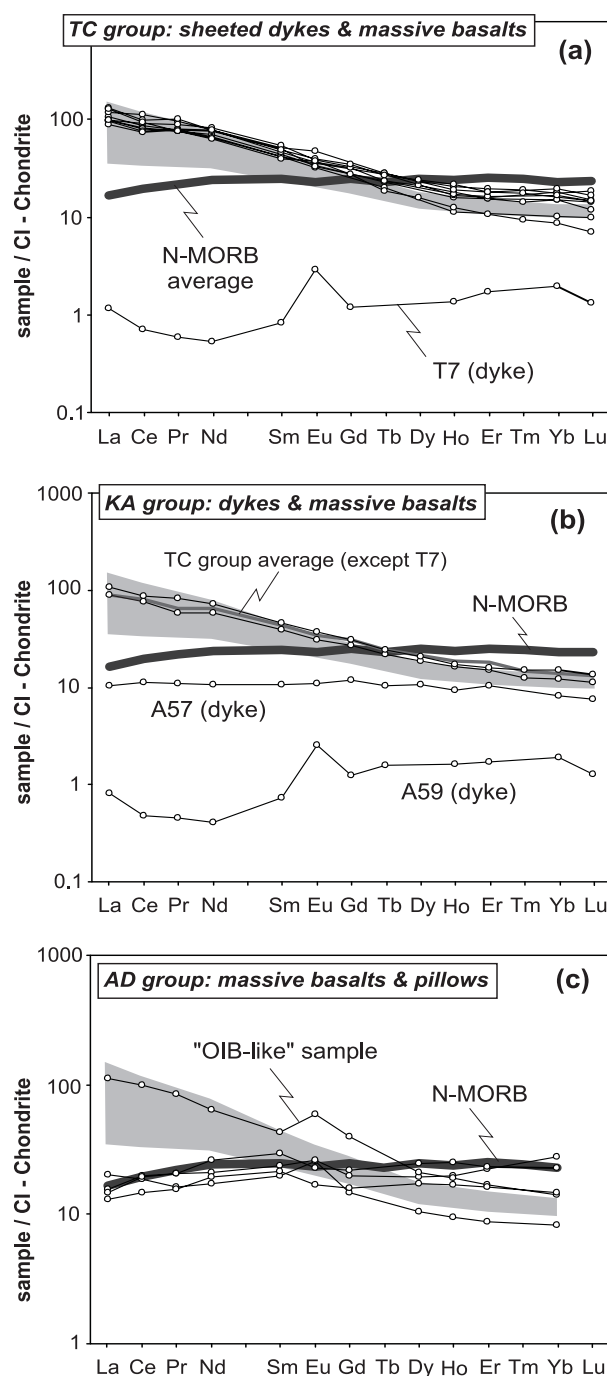 TC group: sheeted dykes & massive basalts
(a)
100
10
1
0.1
sample / CI - Chondrite
N-MORB
average
T7 (dyke)
La Ce Pr Nd Sm Eu Gd Tb Dy Ho Er Tm Yb Lu
1000
KA group: dykes & massive basalts
(b)
TC group average (except T7)
100
N-MORB
10
A57 (dyke)
1
A59 (dyke)
0.1
sample / CI - Chondrite
La Ce Pr Nd Sm Eu Gd Tb Dy Ho Er Tm Yb Lu
1000
AD group: massive basalts & pillows
(c)
"OIB-like" sample
N-MORB
100
10
1
sample / CI - Chondrite
La Ce Pr Nd Sm Eu Gd Tb Dy Ho Er Tm Yb Lu